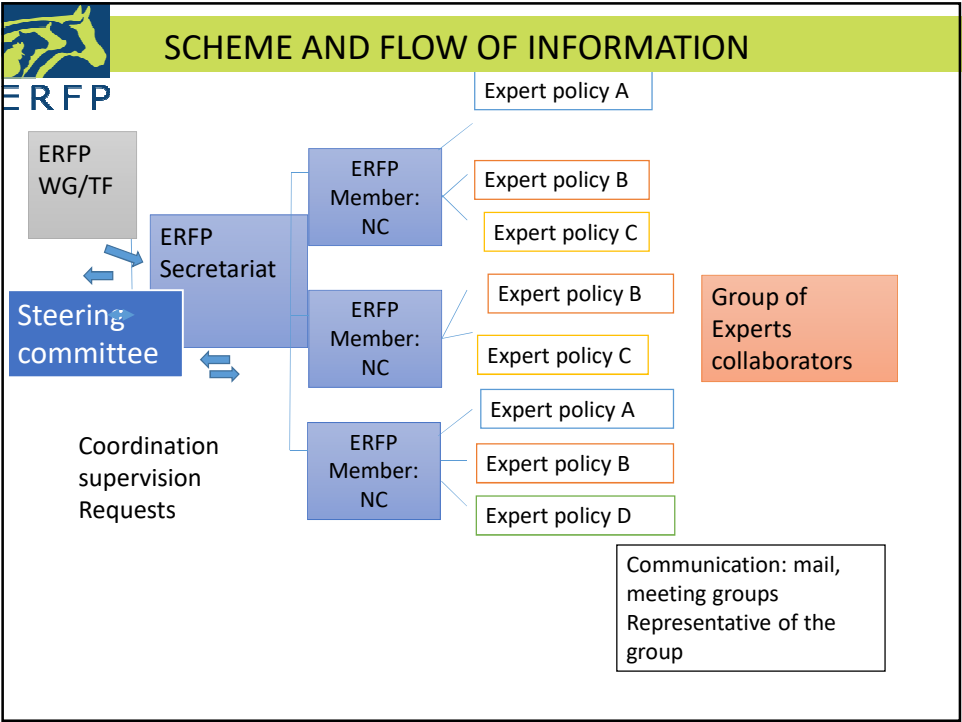 SCHEME AND FLOW OF INFORMATION
ERFP
Expert policy A
ERFP
WG/TF
ERFP
Member:
NC
Expert policy B
Expert policy C
ERFP
Secretariat
Steering
committee
ERFP
Member:
NC
Expert policy B
Expert policy C
Group of
Experts
collaborators
ERFP
Member:
NC
Expert policy A
Expert policy B
Expert policy D
Coordination
supervision
Requests
Communication: mail,
meeting groups
Representative of the
group